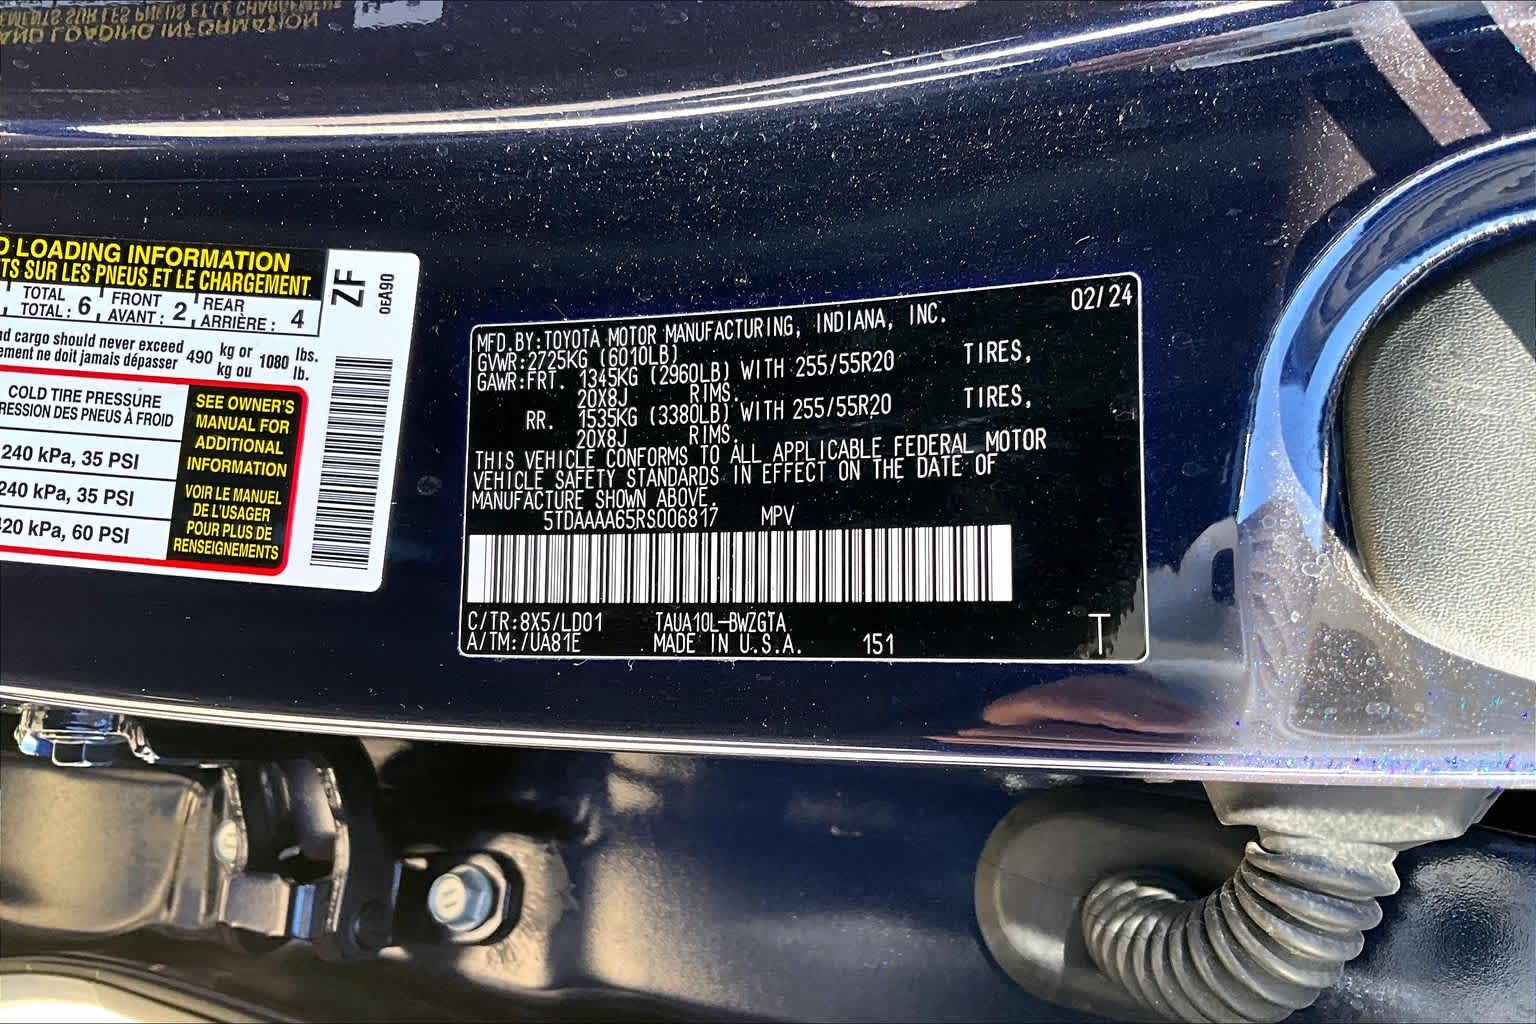 LOADING INFORMATION
TS SUR LES PNEUS ET LE CHARGEMENT
TOTAL TOTAL : 6 FRONT AVANT : 2 REAR ARRIÈRE : 4
nd cargo should never exceed
ement ne doit jamais dépasser 490 kg or kg ou 1080 lbs. lb.
COLD TIRE PRESSURE
RESSION DES PNEUS À FROID
240 kPa, 35 PSI
240 kPa, 35 PSI
420 kPa, 60 PSI
SEE OWNER'S
MANUAL FOR
ADDITIONAL
INFORMATION
VOIR LE MANUEL
DE L'USAGER
POUR PLUS DE
RENSEIGNEMENTS
ZF
0EA90
MFD.BY:TOYOTA MOTOR MANUFACTURING, INDIANA, INC. 02/24
GVWR:2725KG (6010LB)
GAWR:FRT. 1345KG (2960LB) WITH 255/55R20 TIRES,
20X8J RIMS.
RR. 1535KG (3380LB) WITH 255/55R20 TIRES,
20X8J RIMS.
THIS VEHICLE CONFORMS TO ALL APPLICABLE FEDERAL MOTOR
VEHICLE SAFETY STANDARDS IN EFFECT ON THE DATE OF
MANUFACTURE SHOWN ABOVE.
5TDAAAA65RS006817 MPV
C/TR:8X5/LD01 TAUA10L-BWZGTA
A/TM:/UA81E MADE IN U.S.A. 151 T